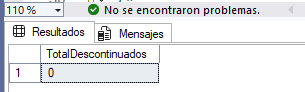 110 % No se encontraron problemas.
Resultados Mensajes
TotalDescontinuados
1 0